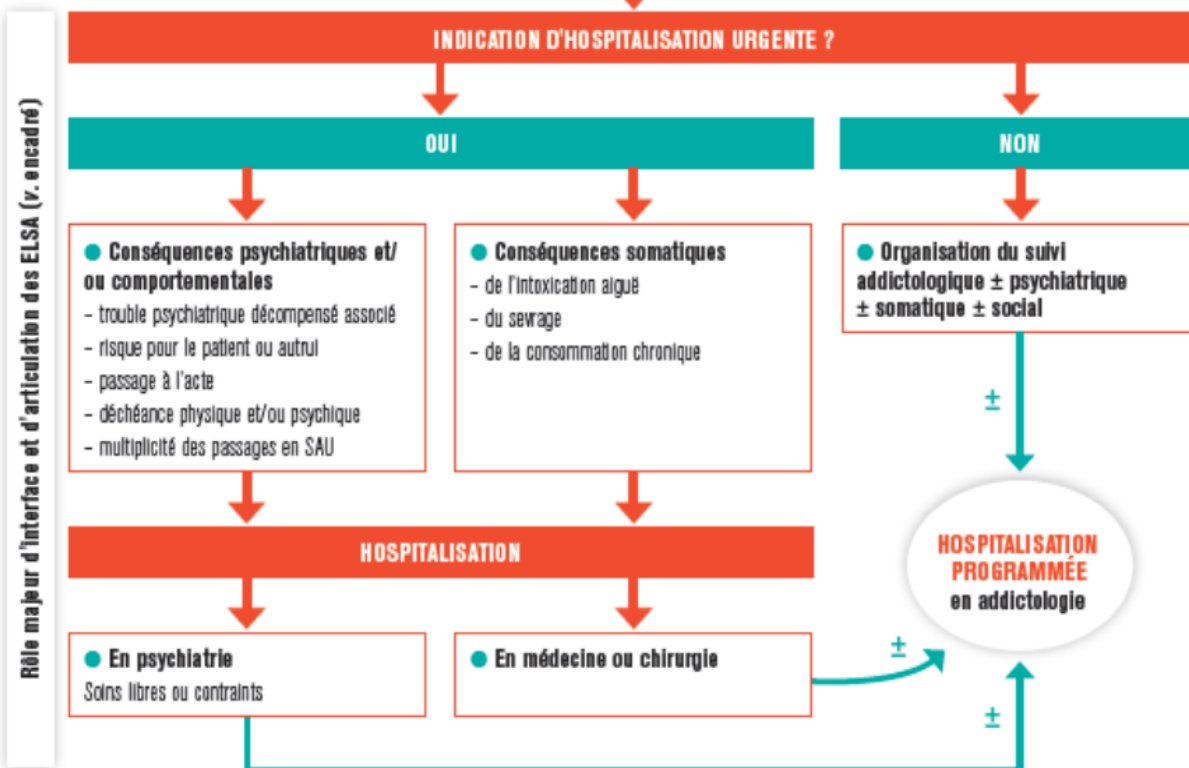 Rôle majeur d'interface et d'articulation des ELSA (v. encadré)
INDICATION D'HOSPITALISATION URGENTE ?
OUI
NON
● Conséquences psychiatriques et/
ou comportementales
– trouble psychiatrique décompensé associé
– risque pour le patient ou autrui
– passage à l'acte
– déchéance physique et/ou psychique
– multiplicité des passages en SAU
● Conséquences somatiques
– de l'intoxication aiguë
– du sevrage
– de la consommation chronique
● Organisation du suivi
addictologique ± psychiatrique
± somatique ± social
±
HOSPITALISATION
HOSPITALISATION
PROGRAMMÉE
en addictologie
● En psychiatrie
Soins libres ou contraints
● En médecine ou chirurgie
±
±